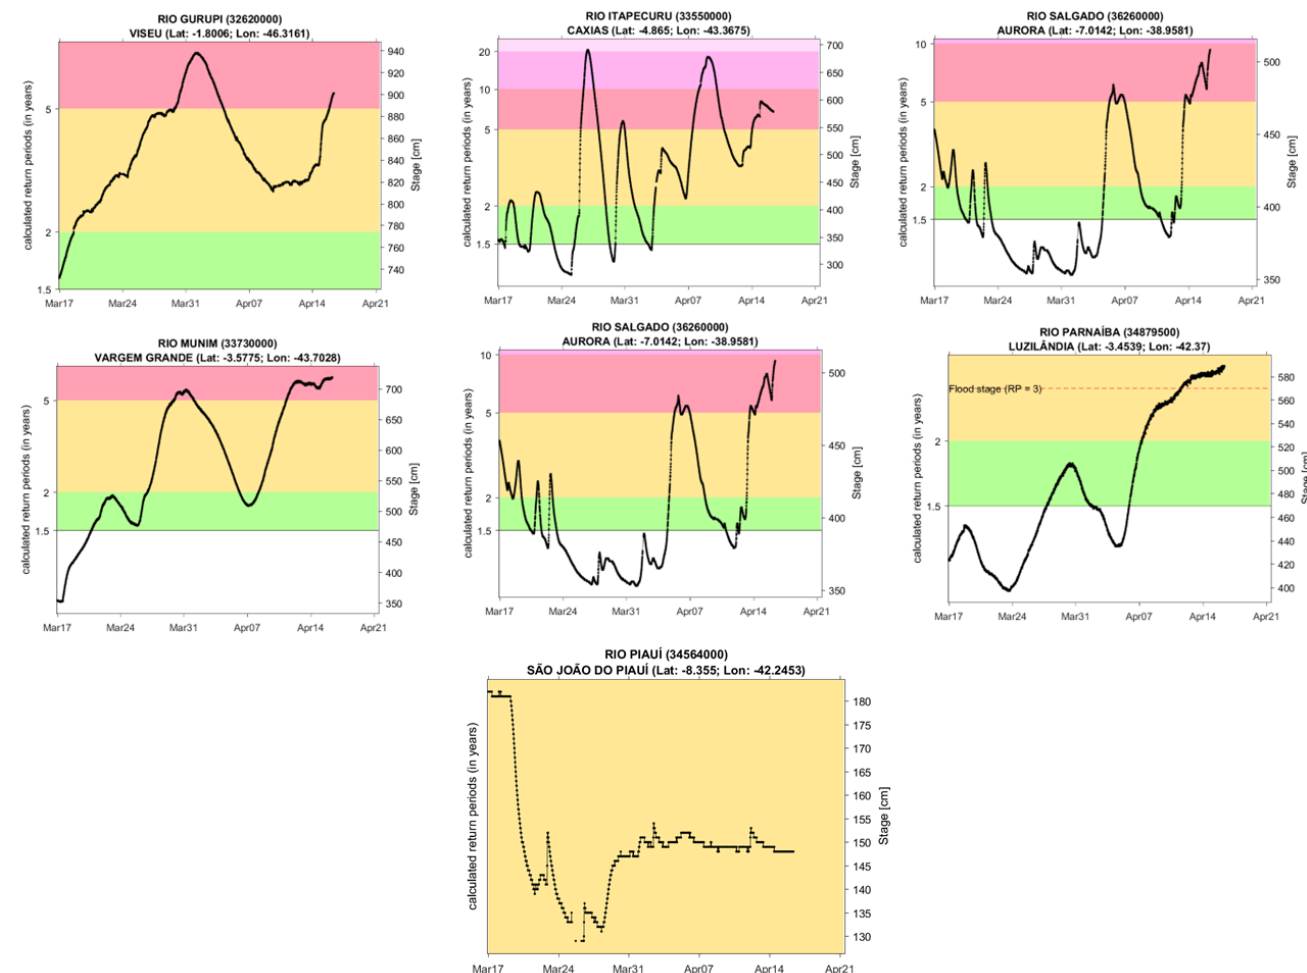 RIO GURUPI (32620000)
VISEU (Lat: -1.8006; Lon: -46.3161)
calculated return periods (in years)
5
2
1.5
940
920
900
880
860
840
820
800
780
760
740
Stage [cm]
Mar17 Mar24 Mar31 Apr07 Apr14 Apr21
RIO ITAPECURU (33550000)
CAXIAS (Lat: -4.865; Lon: -43.3675)
calculated return periods (in years)
20
10
5
2
1.5
700
650
600
550
500
450
400
350
300
Stage [cm]
Mar17 Mar24 Mar31 Apr07 Apr14 Apr21
RIO SALGADO (36260000)
AURORA (Lat: -7.0142; Lon: -38.9581)
calculated return periods (in years)
10
5
2
1.5
500
450
400
350
Stage [cm]
Mar17 Mar24 Mar31 Apr07 Apr14 Apr21
RIO MUNIM (33730000)
VARGEM GRANDE (Lat: -3.5775; Lon: -43.7028)
calculated return periods (in years)
5
2
1.5
700
650
600
550
500
450
400
350
Stage [cm]
Mar17 Mar24 Mar31 Apr07 Apr14 Apr21
RIO SALGADO (36260000)
AURORA (Lat: -7.0142; Lon: -38.9581)
calculated return periods (in years)
10
5
2
1.5
500
450
400
350
Stage [cm]
Mar17 Mar24 Mar31 Apr07 Apr14 Apr21
RIO PARNAÍBA (34879500)
LUZILÂNDIA (Lat: -3.4539; Lon: -42.37)
calculated return periods (in years)
Flood stage (RP = 3)
2
1.5
580
560
540
520
500
480
460
440
420
400
Stage [cm]
Mar17 Mar24 Mar31 Apr07 Apr14 Apr21
RIO PIAUÍ (34564000)
SÃO JOÃO DO PIAUÍ (Lat: -8.355; Lon: -42.2453)
calculated return periods (in years)
180
175
170
165
160
155
150
145
140
135
130
Stage [cm]
Mar17 Mar24 Mar31 Apr07 Apr14 Apr21